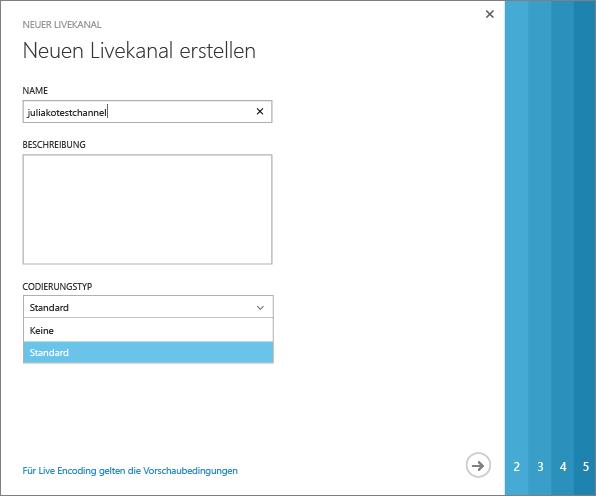 NEUER LIVEKANAL
Neuen Livekanal erstellen
NAME
juliakotestchannel
BESCHREIBUNG
CODIERUNGSTYP
Standard
Keine
Standard
Für Live Encoding gelten die Vorschaubedingungen
2 3 4 5